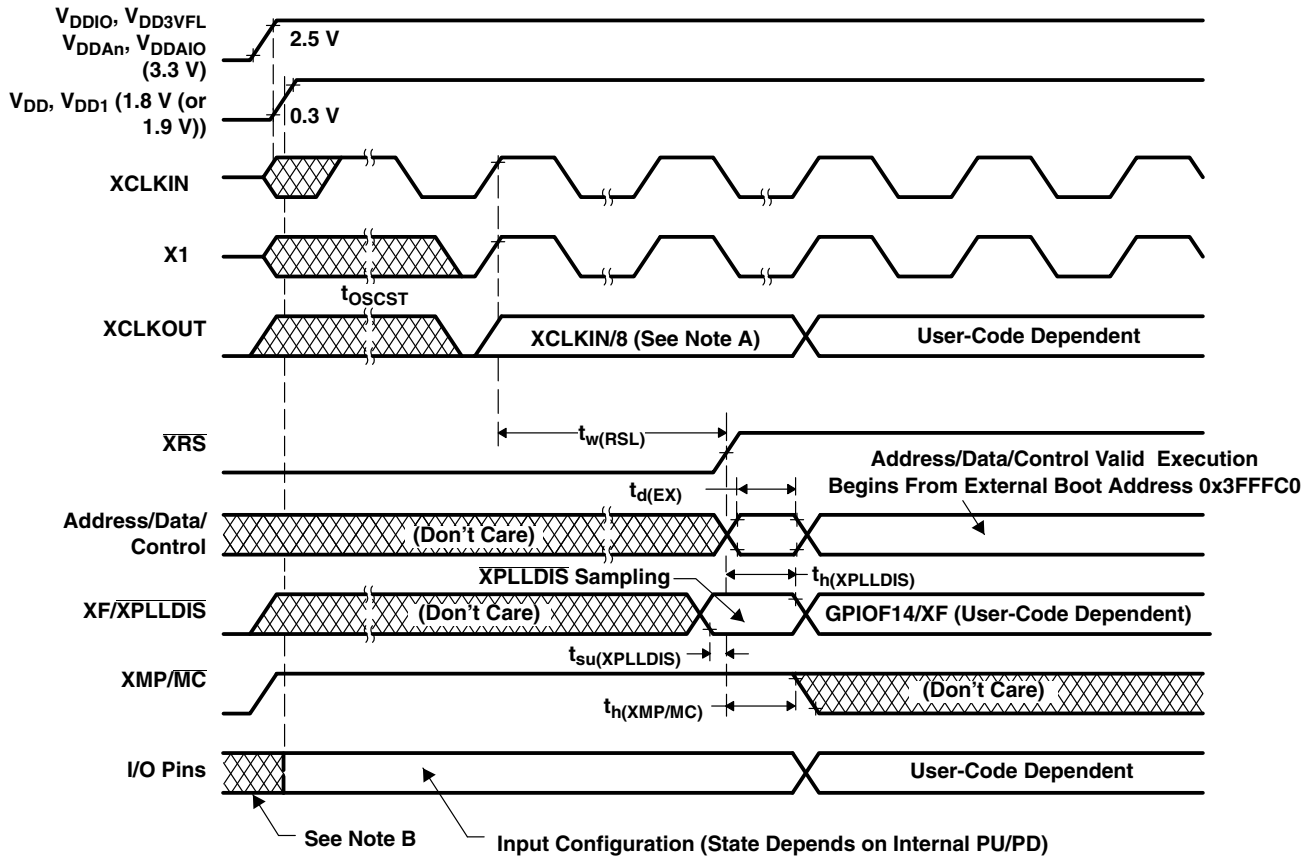 VDDIO, VDD3VFL
VDDAn, VDDAIO
(3.3 V)
2.5 V
VDD, VDD1 (1.8 V (or
1.9 V))
0.3 V
XCLKIN
X1
tOSCST
XCLKOUT
XCLKIN/8 (See Note A)
User-Code Dependent
XRS
tw(RSL)
Address/Data/Control Valid Execution
Begins From External Boot Address 0x3FFFC0
td(EX)
Address/Data/
Control
(Don't Care)
XPLLDIS Sampling
th(XPLLDIS)
XF/XPLLDIS
(Don't Care)
GPIOF14/XF (User-Code Dependent)
tsu(XPLLDIS)
XMP/MC
(Don't Care)
th(XMP/MC)
I/O Pins
User-Code Dependent
See Note B
Input Configuration (State Depends on Internal PU/PD)